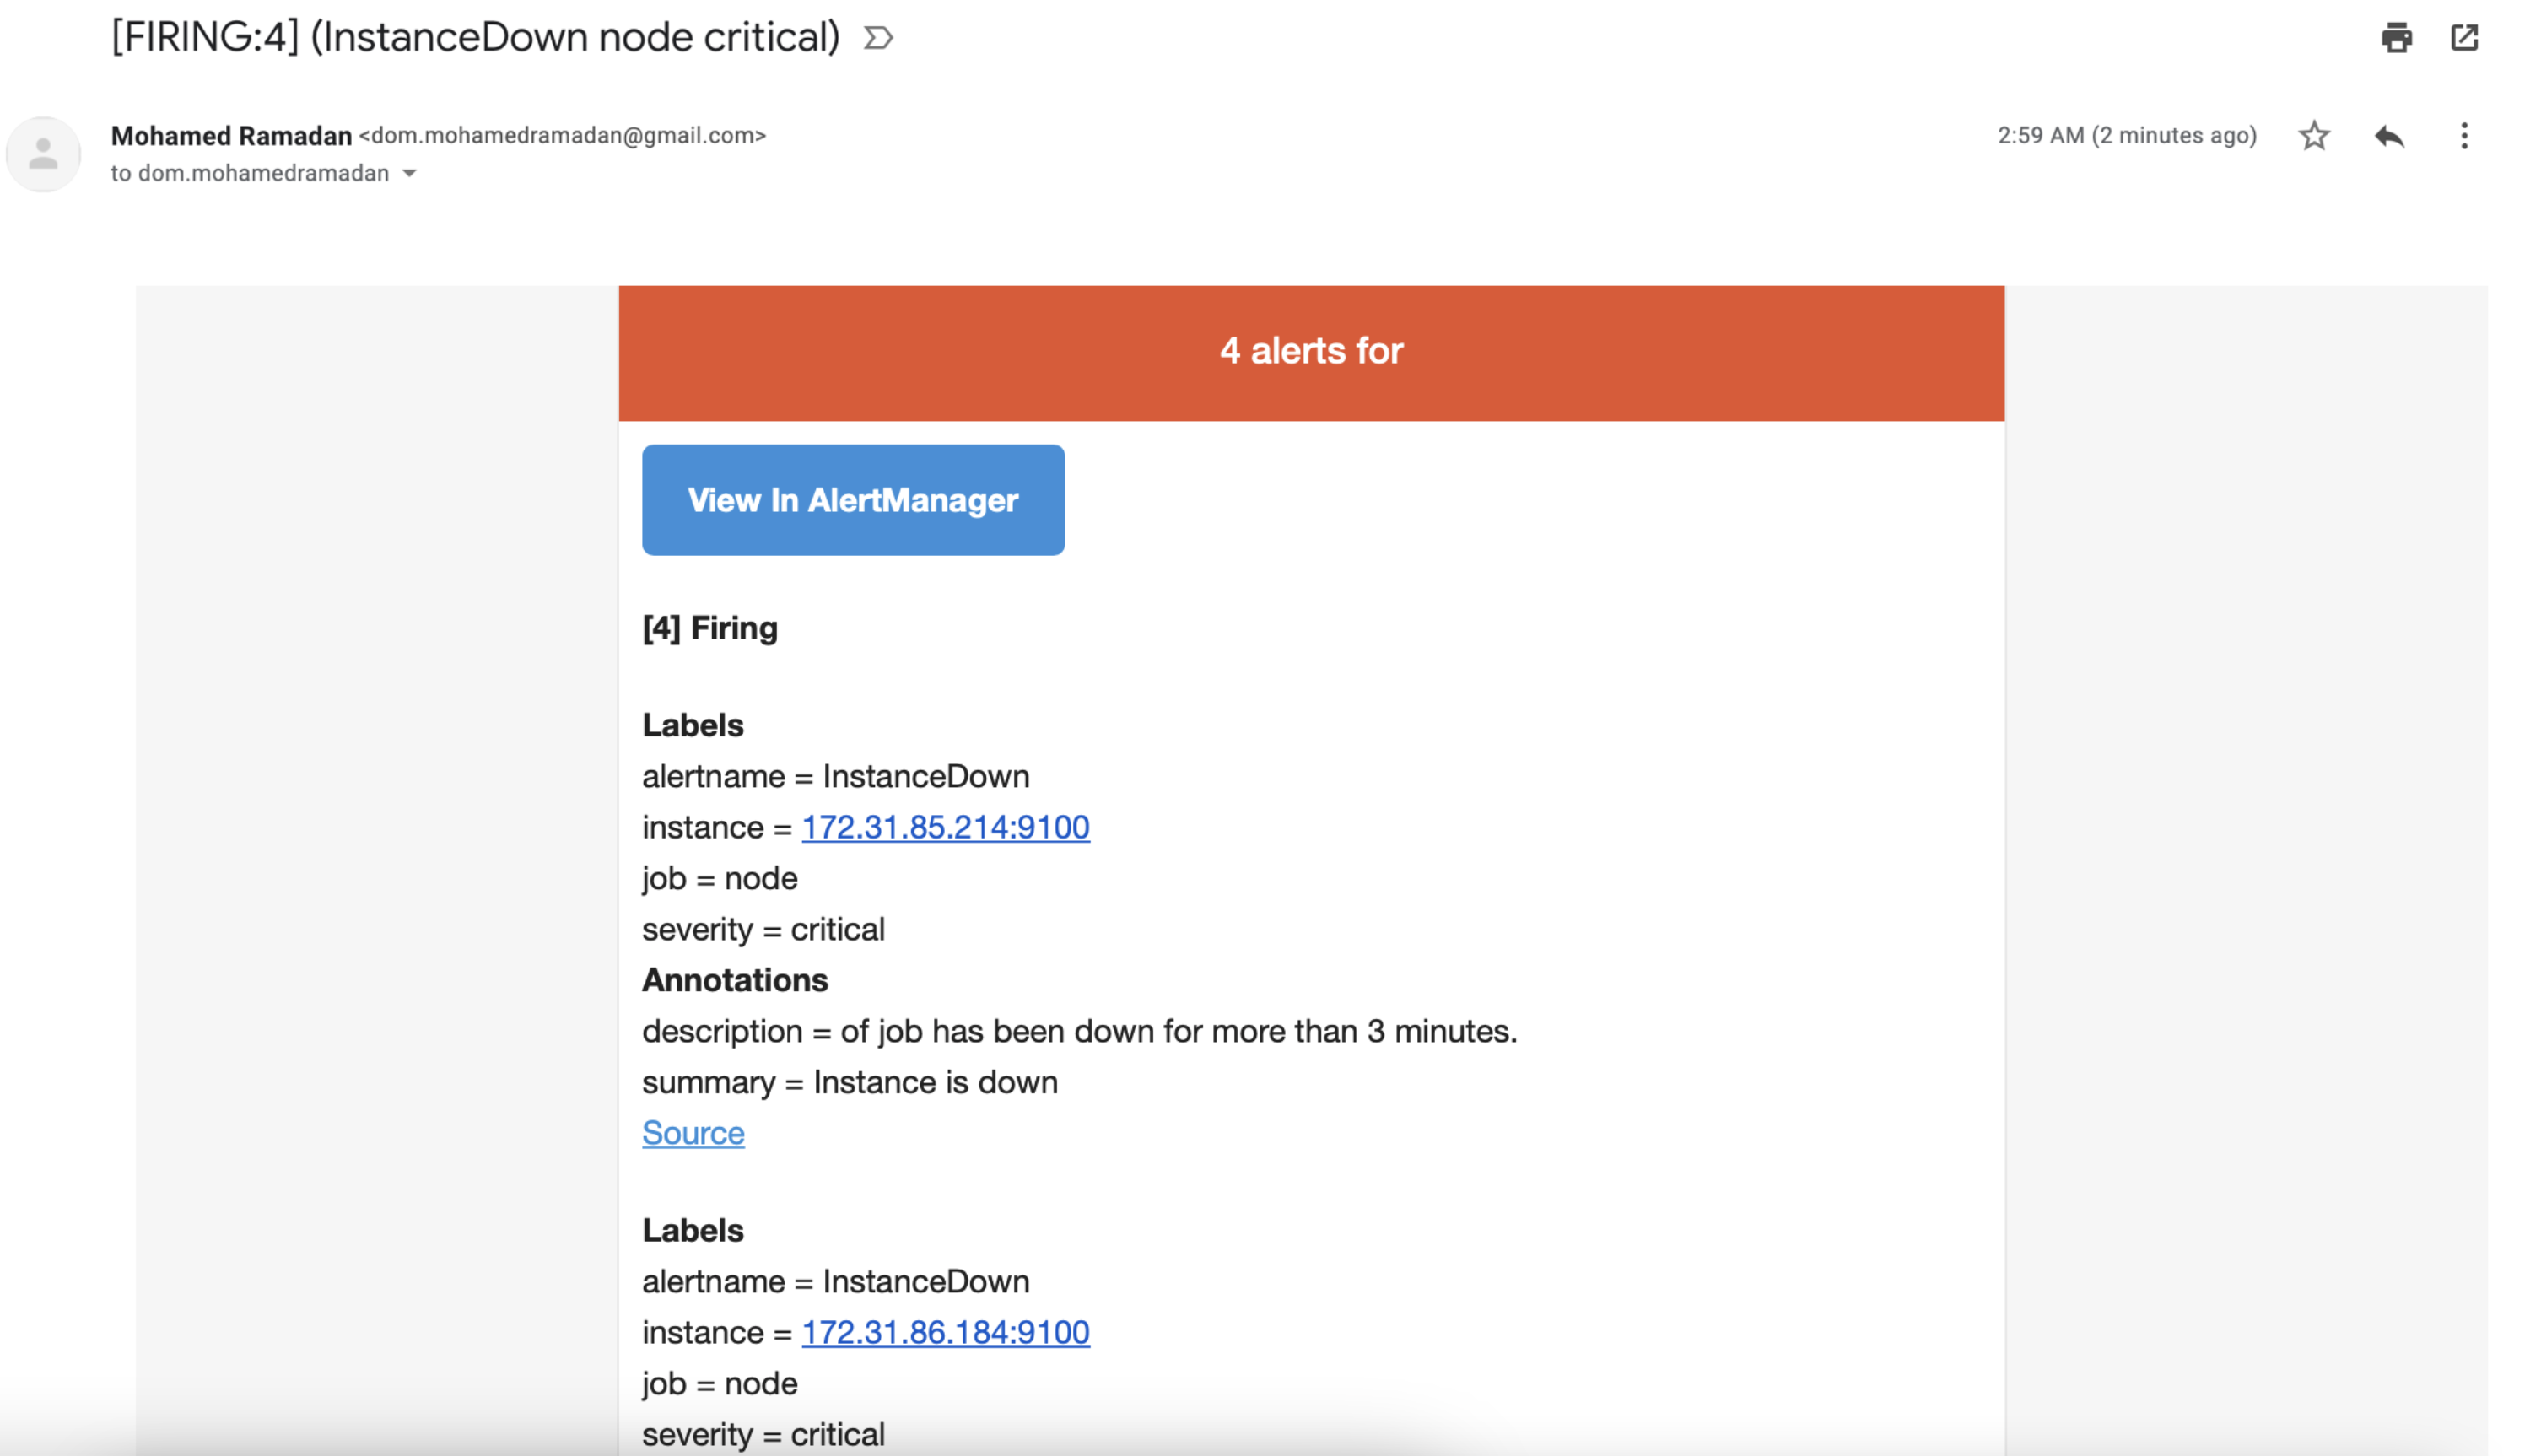 [FIRING:4] (InstanceDown node critical)
Mohamed Ramadan <dom.mohamedramadan@gmail.com>
2:59 AM (2 minutes ago)
to dom.mohamedramadan
4 alerts for
View In AlertManager
[4] Firing
Labels
alertname = InstanceDown
instance = 172.31.85.214:9100
job = node
severity = critical
Annotations
description = of job has been down for more than 3 minutes.
summary = Instance is down
Source
Labels
alertname = InstanceDown
instance = 172.31.86.184:9100
job = node
severity = critical